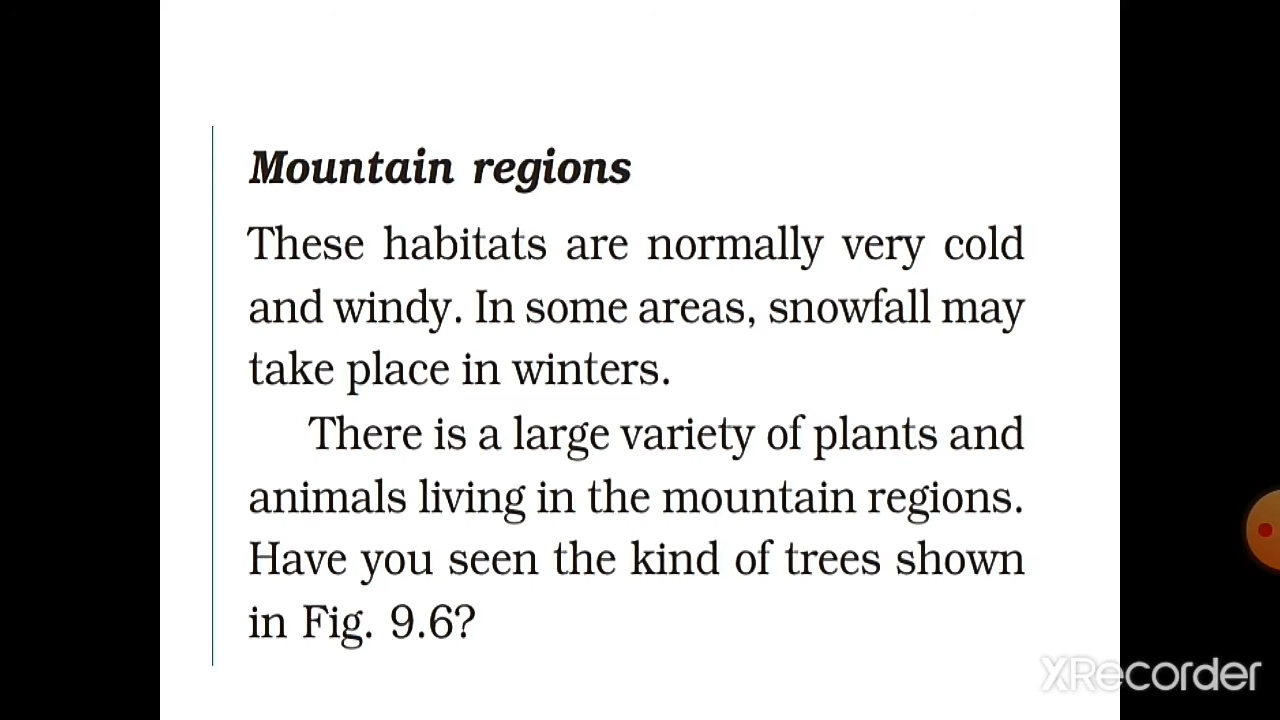 Mountain regions
These habitats are normally very cold
and windy. In some areas, snowfall may
take place in winters.
There is a large variety of plants and
animals living in the mountain regions.
Have you seen the kind of trees shown
in Fig. 9.6?
XRecorder